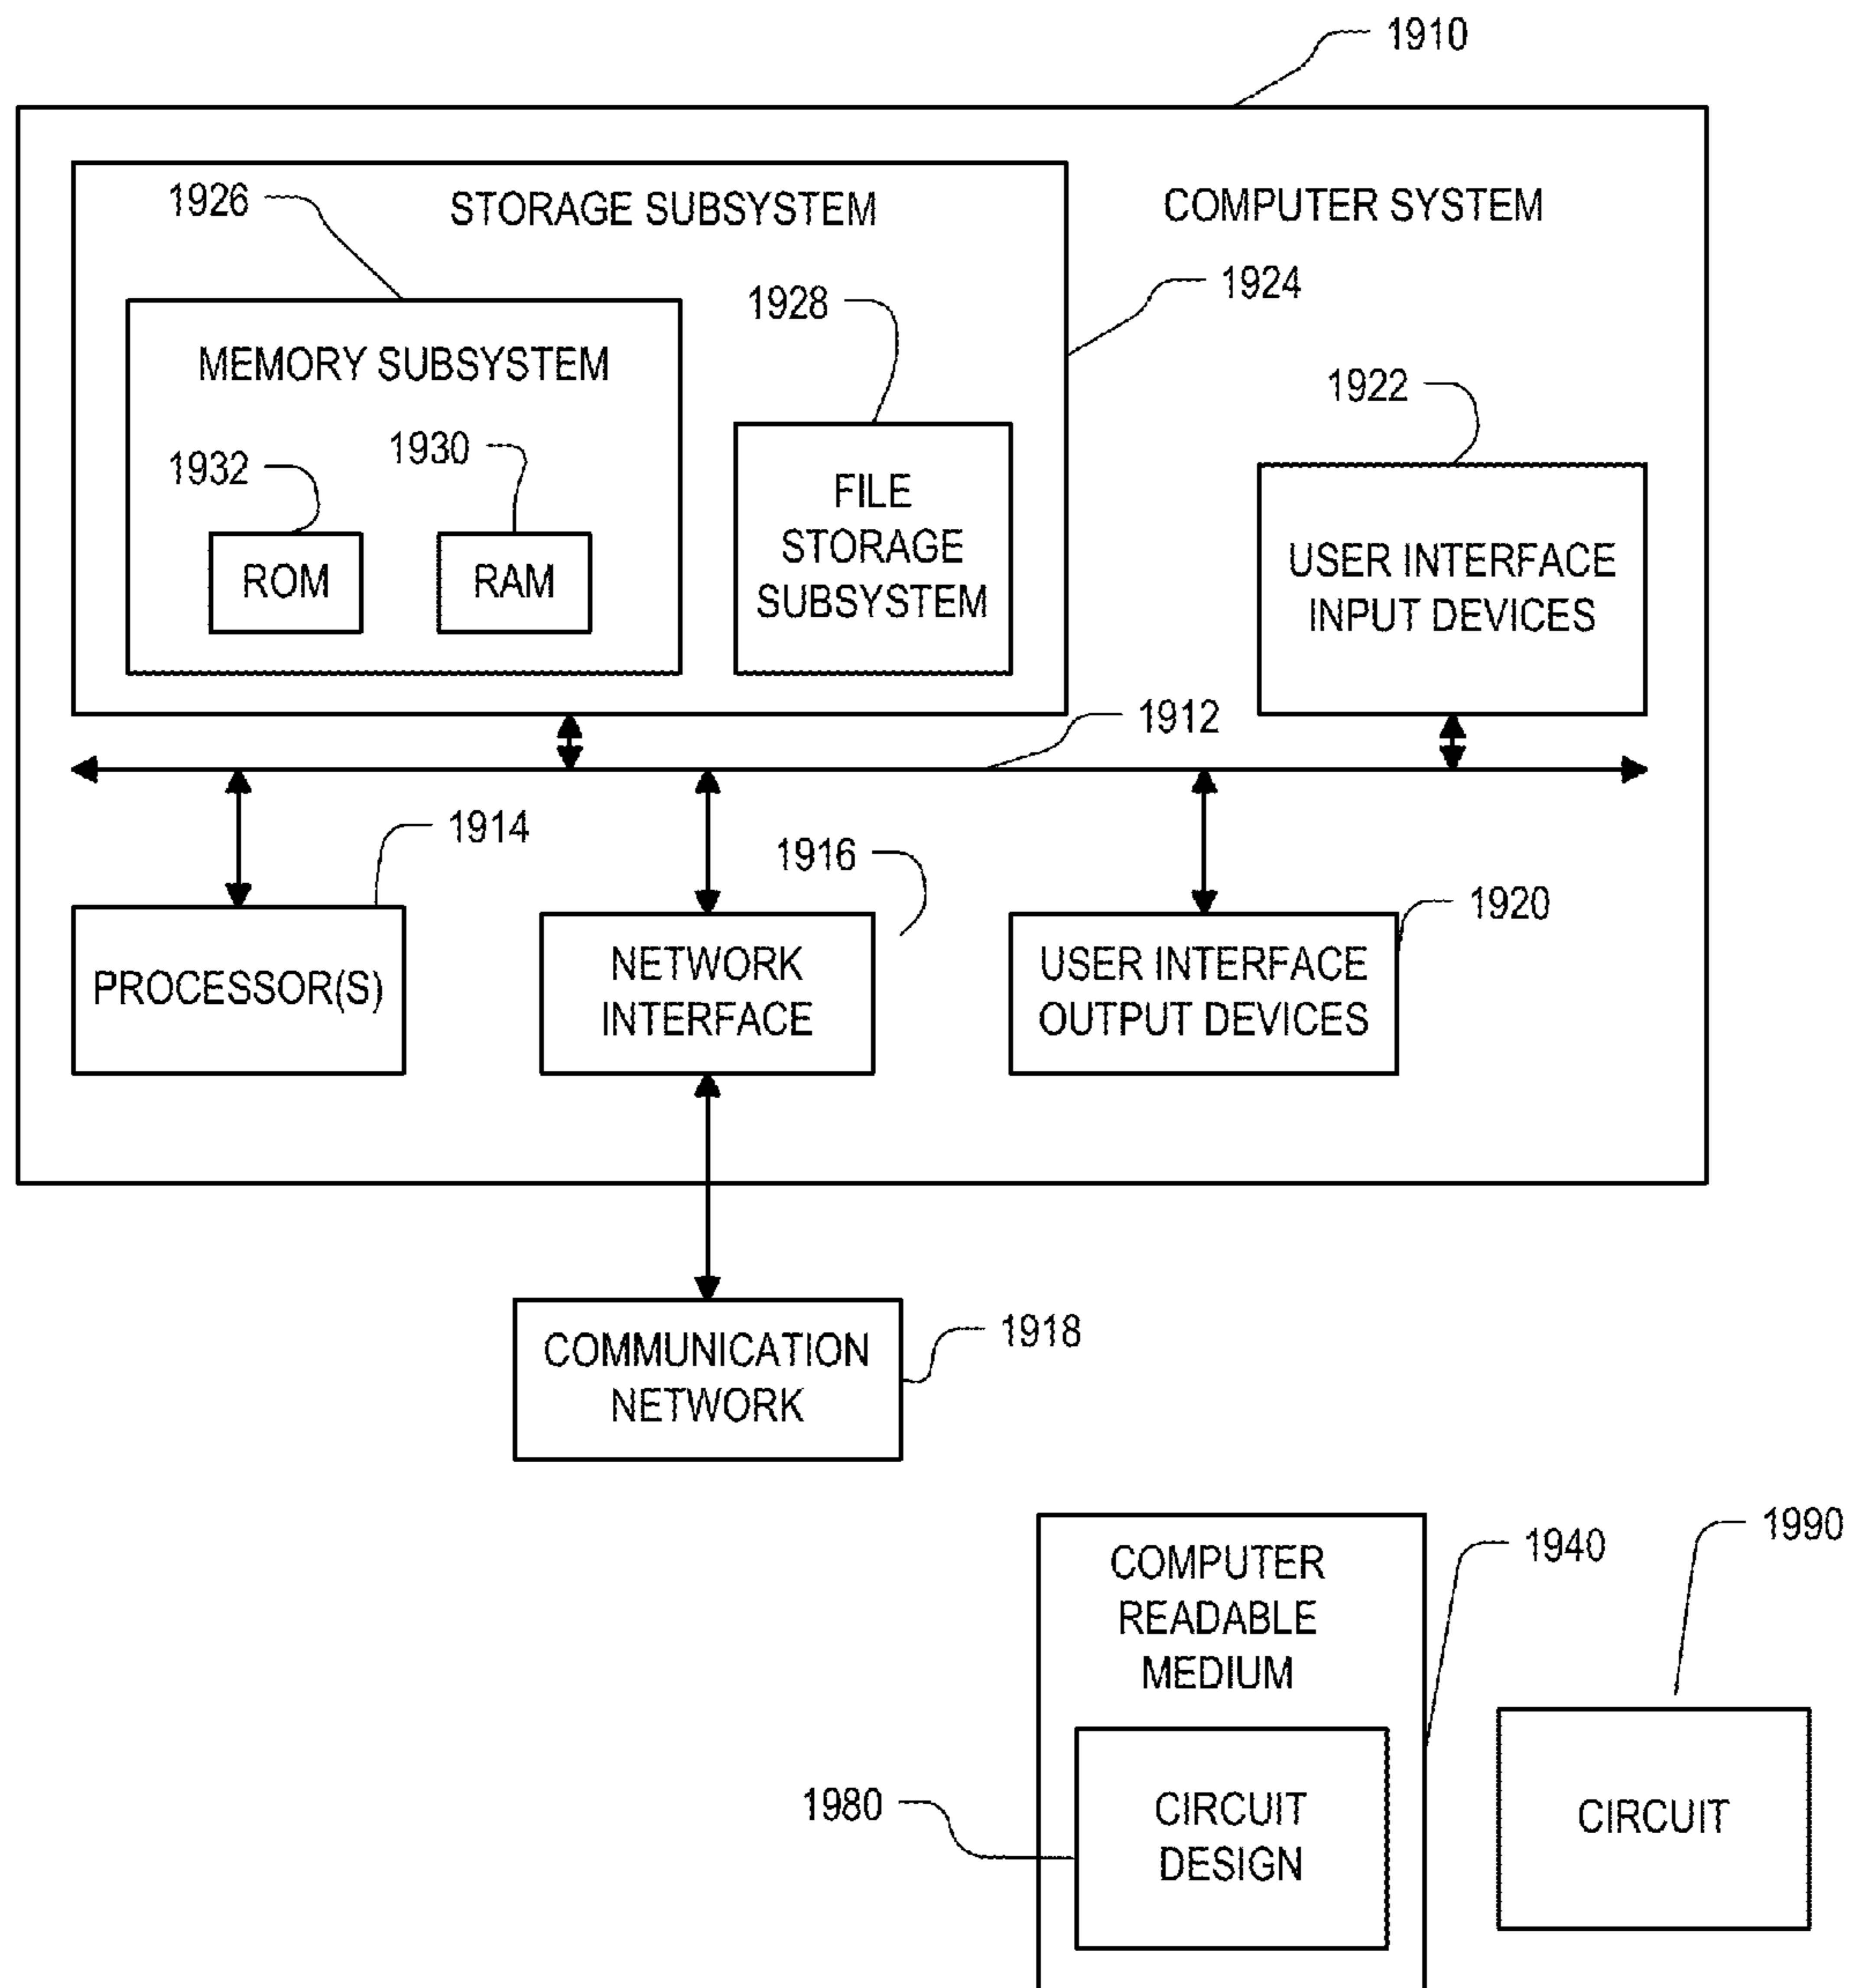 1910
1926
STORAGE SUBSYSTEM
COMPUTER SYSTEM
1924
1928
MEMORY SUBSYSTEM
1922
1932
1930
FILE
STORAGE
SUBSYSTEM
ROM
RAM
USER INTERFACE
INPUT DEVICES
1912
1914
1916
1920
PROCESSOR(S)
NETWORK
INTERFACE
USER INTERFACE
OUTPUT DEVICES
1918
COMMUNICATION
NETWORK
1990
1940
COMPUTER
READABLE
MEDIUM
1980
CIRCUIT
DESIGN
CIRCUIT